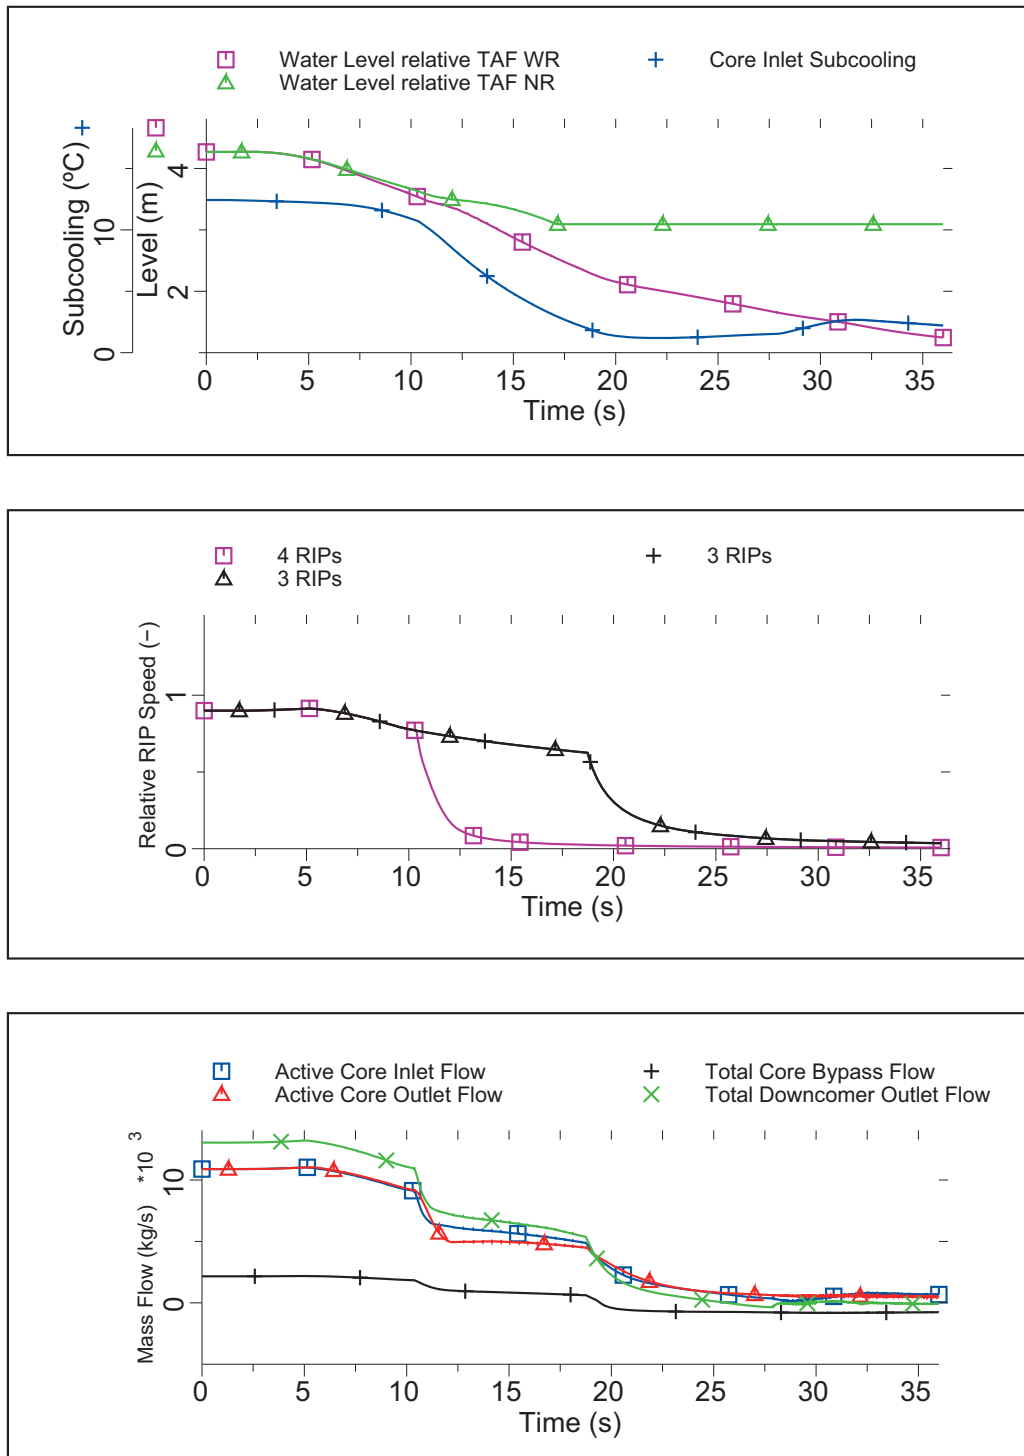 Water Level relative TAF WR
Core Inlet Subcooling
Water Level relative TAF NR
Subcooling (ºC)
Level (m)
0 10
2 4
0 5 10 15 20 25 30 35
Time (s)
4 RIPs
3 RIPs
3 RIPs
Relative RIP Speed (−)
0 1
0 5 10 15 20 25 30 35
Time (s)
Active Core Inlet Flow
Total Core Bypass Flow
Active Core Outlet Flow
Total Downcomer Outlet Flow
Mass Flow (kg/s) *10 3
0 10
0 5 10 15 20 25 30 35
Time (s)